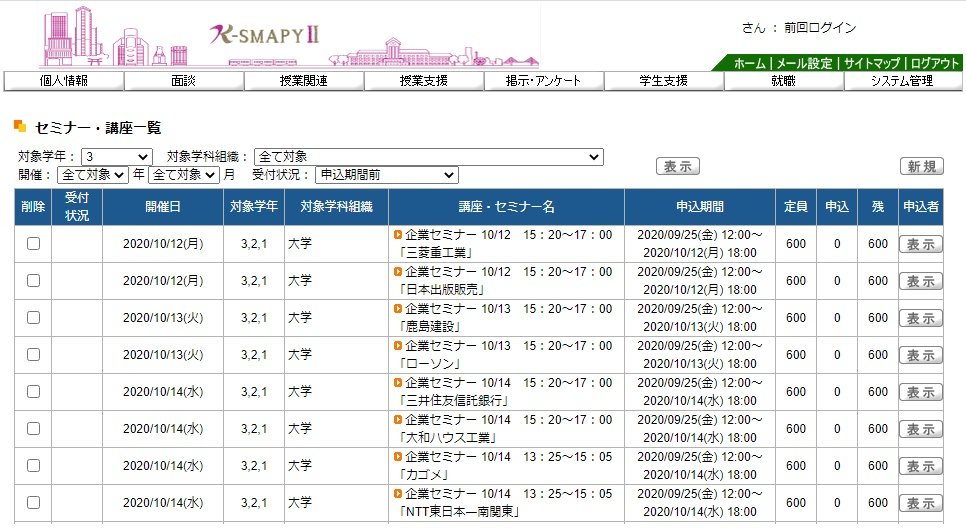 K-SMAPY II
さん ： 前回ログイン
ホーム | メール設定 | サイトマップ | ログアウト
個人情報 面談 授業関連 授業支援 掲示・アンケート 学生支援 就職 システム管理
セミナー・講座一覧
対象学年： 3 対象学科組織： 全て対象
開催： 全て対象 年 全て対象 月 受付状況： 申込期間前
表示 新規
削除 受付状況 開催日 対象学年 対象学科組織 講座・セミナー名 申込期間 定員 申込 残 申込者
2020/10/12(月) 3,2,1 大学 企業セミナー 10/12 15：20～17：00 2020/09/25(金) 12:00～ 600 0 600 表示
「三菱重工業」 2020/10/12(月) 18:00
2020/10/12(月) 3,2,1 大学 企業セミナー 10/12 15：20～17：00 2020/09/25(金) 12:00～ 600 0 600 表示
「日本出版販売」 2020/10/12(月) 18:00
2020/10/13(火) 3,2,1 大学 企業セミナー 10/13 15：20～17：00 2020/09/25(金) 12:00～ 600 0 600 表示
「鹿島建設」 2020/10/13(火) 18:00
2020/10/13(火) 3,2,1 大学 企業セミナー 10/13 15：20～17：00 2020/09/25(金) 12:00～ 600 0 600 表示
「ローソン」 2020/10/13(火) 18:00
2020/10/14(水) 3,2,1 大学 企業セミナー 10/14 15：20～17：00 2020/09/25(金) 12:00～ 600 0 600 表示
「三井住友信託銀行」 2020/10/14(水) 18:00
2020/10/14(水) 3,2,1 大学 企業セミナー 10/14 15：20～17：00 2020/09/25(金) 12:00～ 600 0 600 表示
「大和ハウス工業」 2020/10/14(水) 18:00
2020/10/14(水) 3,2,1 大学 企業セミナー 10/14 13：25～15：05 2020/09/25(金) 12:00～ 600 0 600 表示
「カゴメ」 2020/10/14(水) 18:00
2020/10/14(水) 3,2,1 大学 企業セミナー 10/14 13：25～15：05 2020/09/25(金) 12:00～ 600 0 600 表示
「NTT東日本―南関東」 2020/10/14(水) 18:00